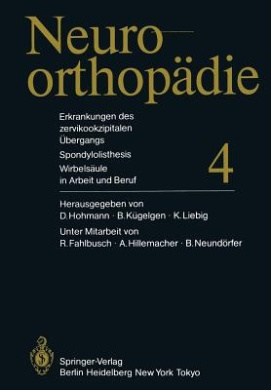 Neuro-
orthopädie
Erkrankungen des
zervikookzipitalen
Übergangs
Spondylolisthesis
Wirbelsäule
in Arbeit und Beruf
4
Herausgegeben von
D. Hohmann · B. Kügelgen · K. Liebig
Unter Mitarbeit von
R. Fahlbusch · A. Hillemacher · B. Neundörfer
Springer-Verlag
Berlin Heidelberg New York Tokyo